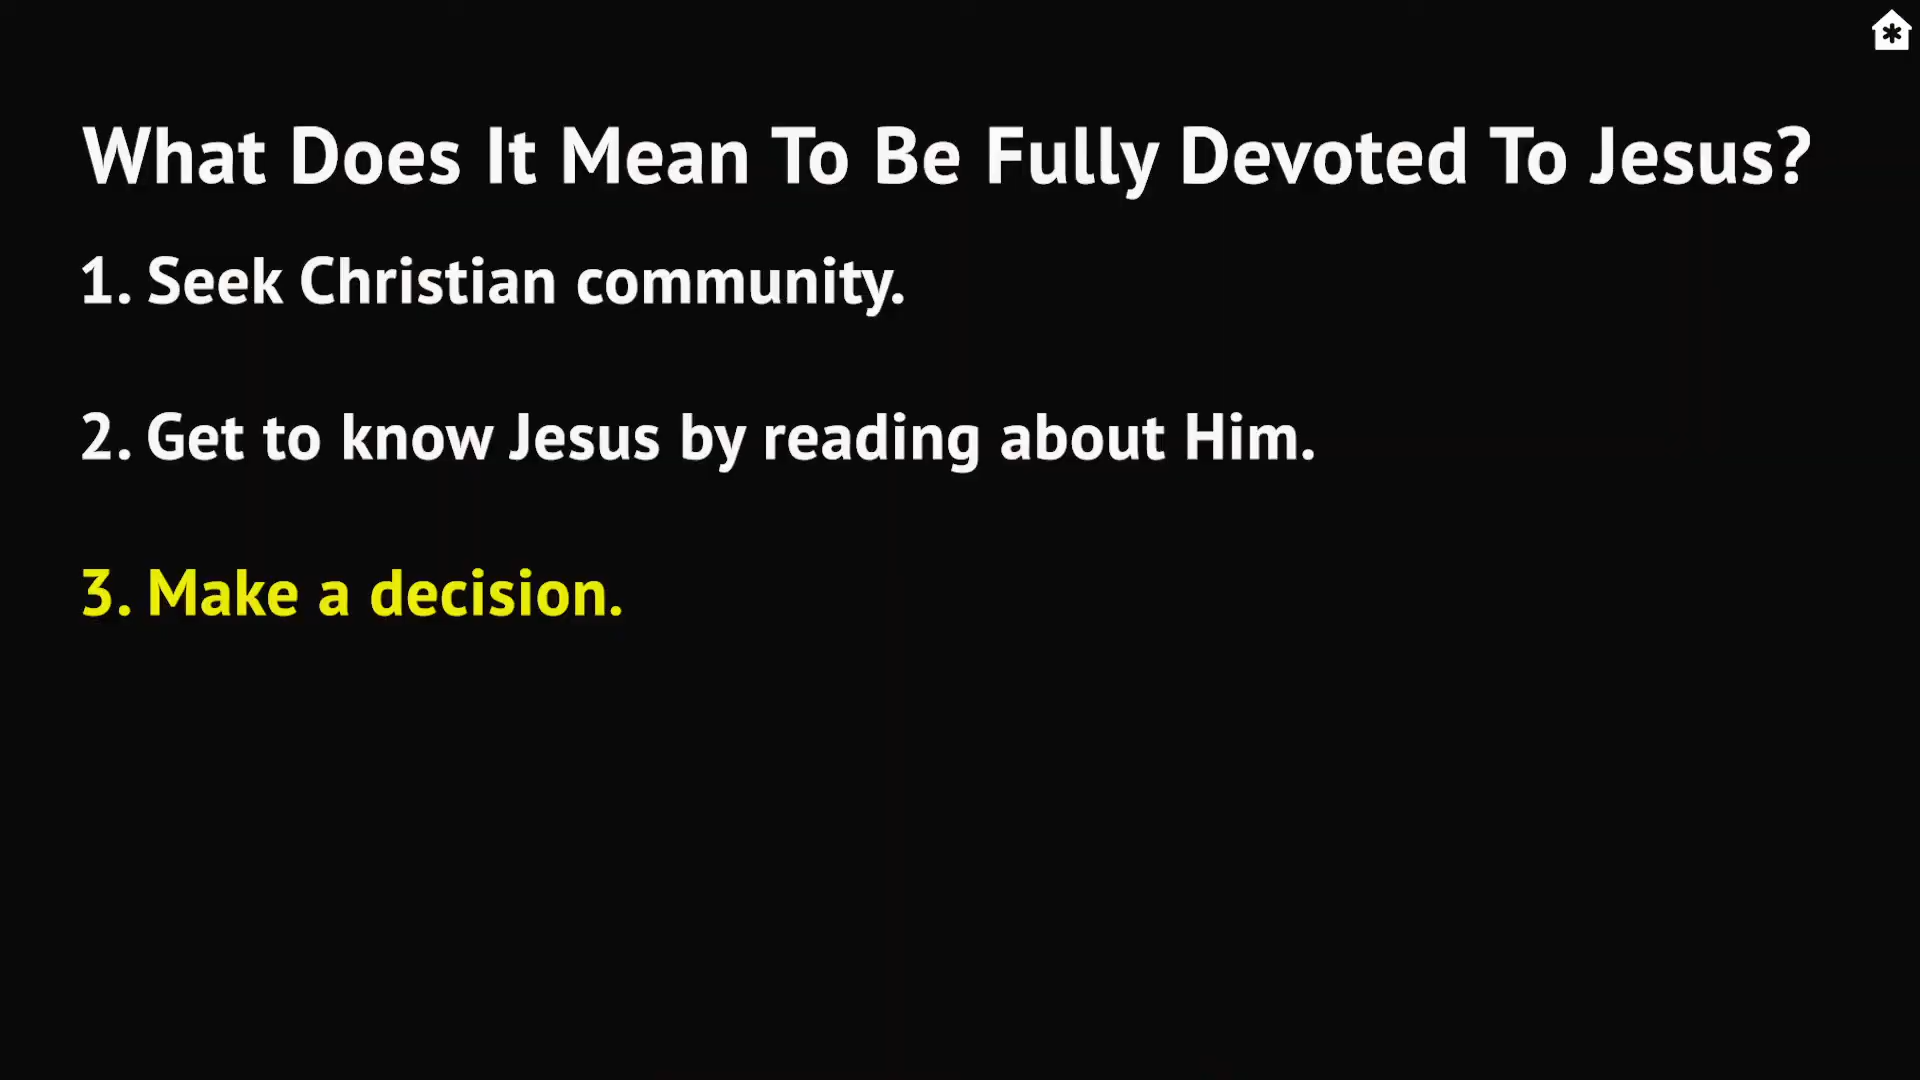 What Does It Mean To Be Fully Devoted To Jesus?
1. Seek Christian community.
2. Get to know Jesus by reading about Him.
3. Make a decision.